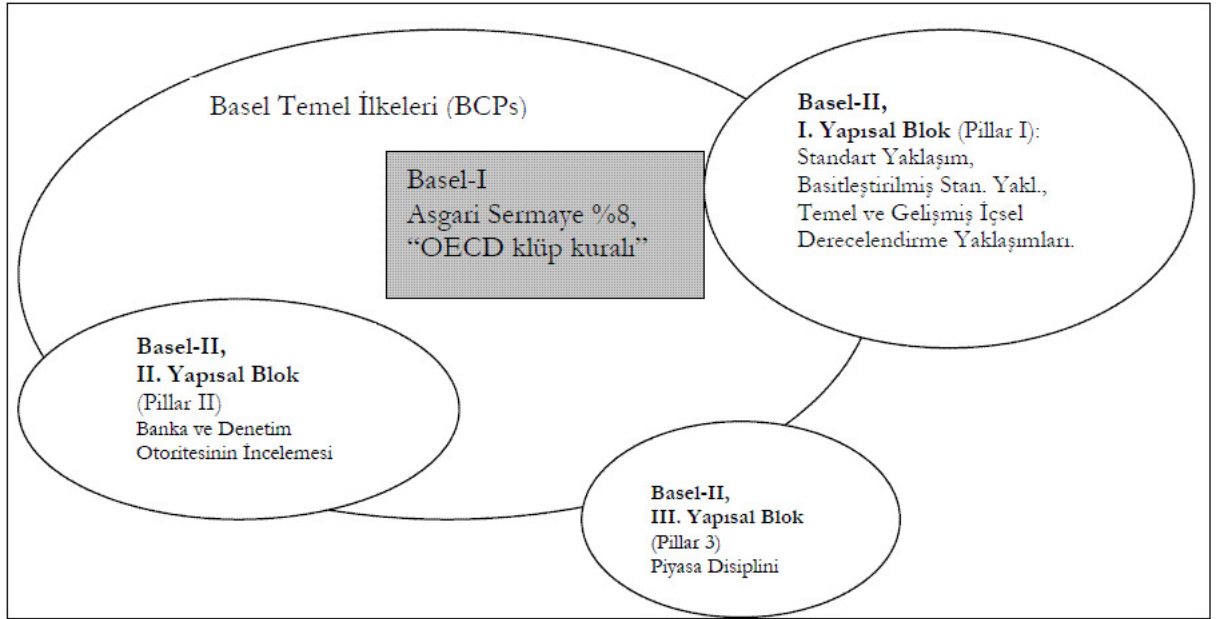 Basel Temel İlkeleri (BCPs)
Basel-I
Asgari Sermaye %8,
“OECD klüp kuralı”
Basel-II,
I. Yapısal Blok (Pillar I):
Standart Yaklaşım,
Basitleştirilmiş Stan. Yakl.,
Temel ve Gelişmiş İçsel
Derecelendirme Yaklaşımları.
Basel-II,
II. Yapısal Blok
(Pillar II)
Banka ve Denetim
Otoritesinin İncelemesi
Basel-II,
III. Yapısal Blok
(Pillar 3)
Piyasa Disiplini